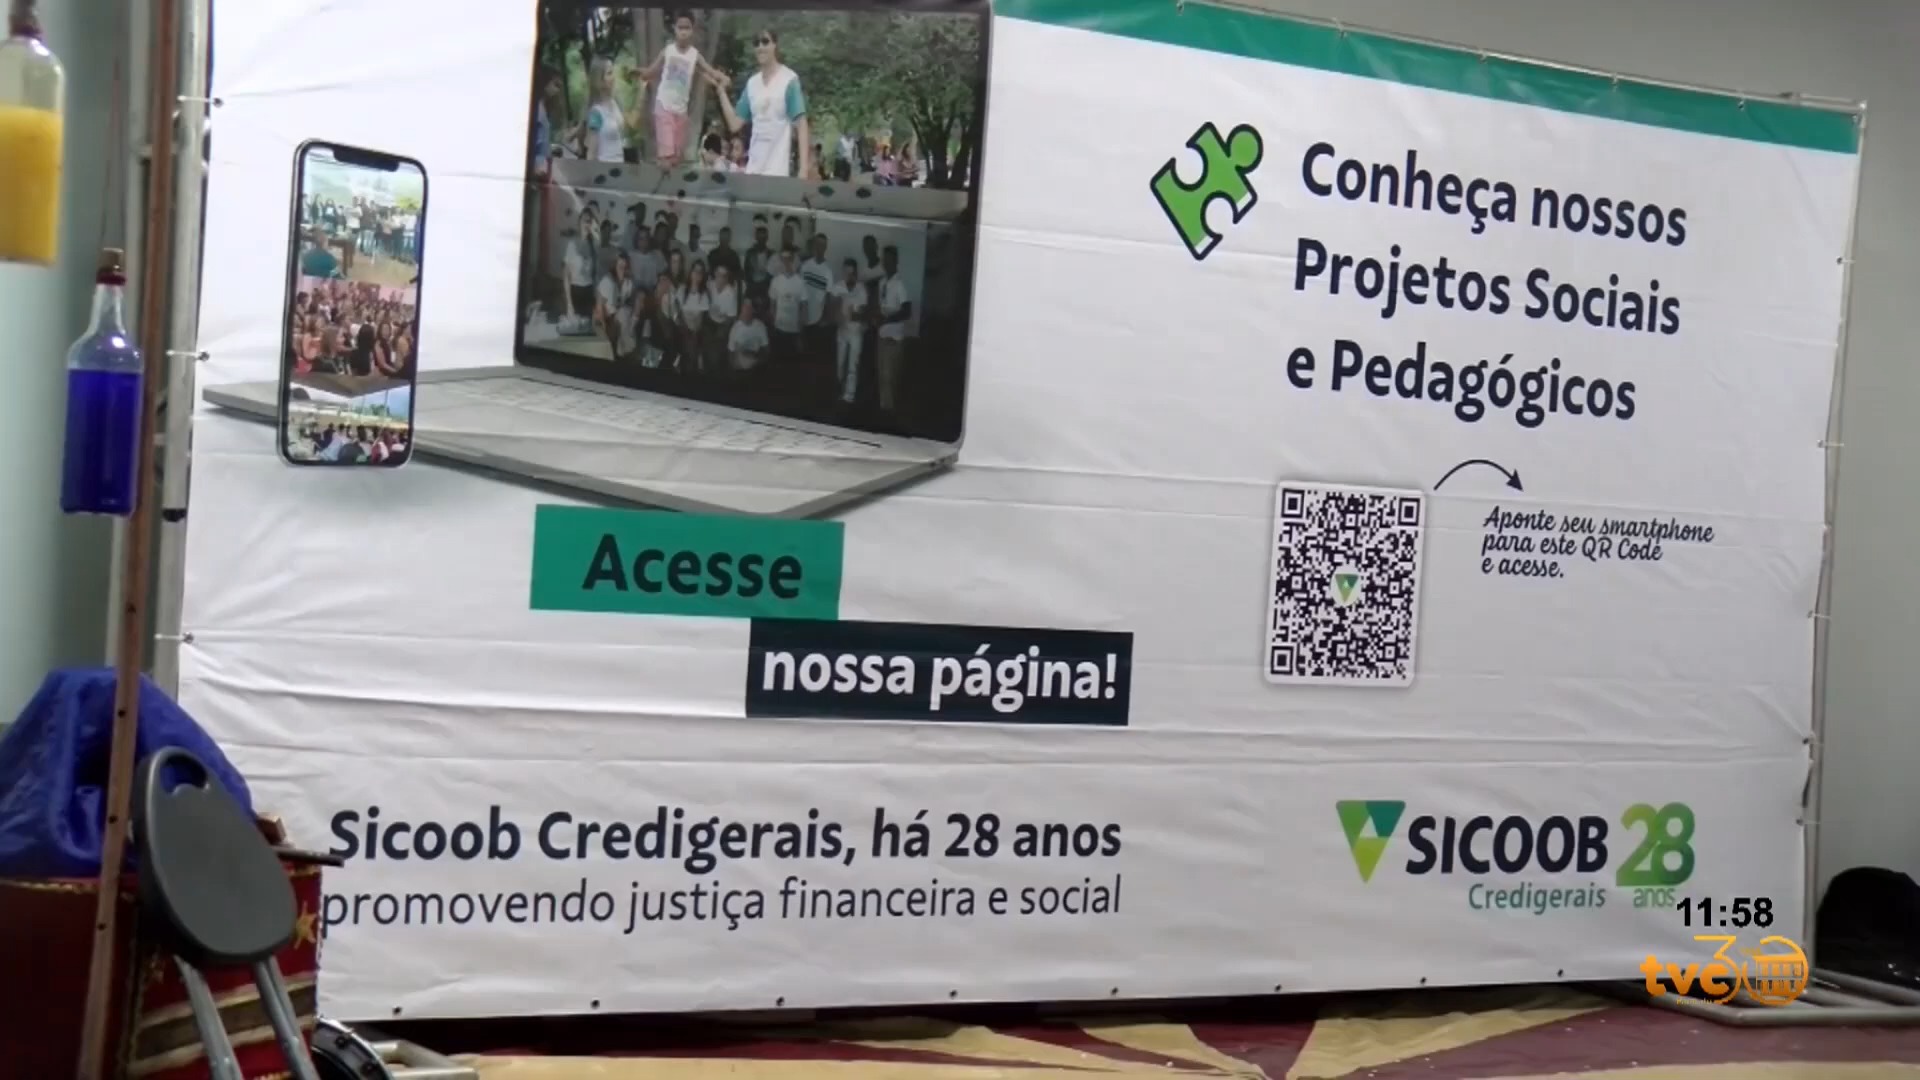 Conheça nossos
Projetos Sociais
e Pedagógicos
Aponte seu smartphone
para este QR Code
e acesse.
Acesse
nossa página!
Sicoob Credigerais, há 28 anos
promovendo justiça financeira e social
SICOOB 28
Credigerais anos
11:58
tvc 30